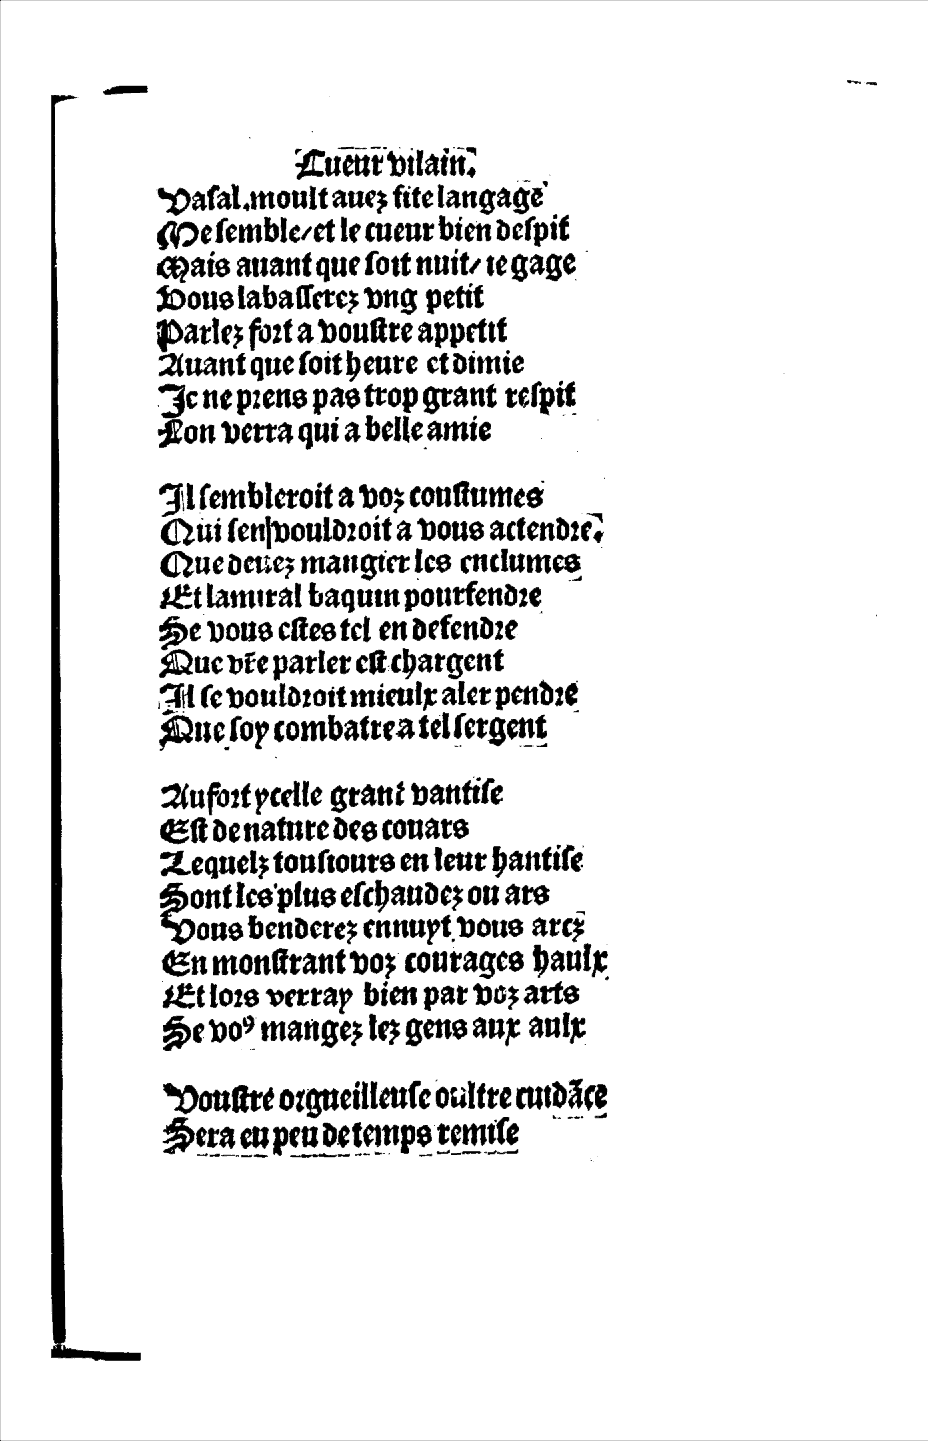 Cueur vilain.
Vasal.moult auez fite langage
Me semble/et le cueur bien despit
Mais auant que soit nuit/ ie gage
Vous labasserez vng petit
Parlez fort a voustre appetit
Auant que soit heure et dimie
Je ne prens pas trop grant respit
Lon verra qui a belle amie

Il sembleroit a voz coustumes
Qui sen vouldroit a vous actendre.
Que deuez mangier les enclumes
Et lamiral baquin pourfendre
Se vous estes tel en defendre
Que vr̃e parler est chargent
Il se vouldroit mieulx aler pendre
Que soy combatre a tel sergent

Au fort ycelle grant vantise
Est de nature des couars
Lequelz tousiours en leur hantise
Sont les plus eschaudez ou ars
Vous benderez ennuyt vous arcz
En monstrant voz courages haulx
Et lors verray bien par voz arts
Se voꝰ mangez lez gens aux aulx

Voustre orgueilleuse oultre cuidãce
Sera eu peu de temps remise